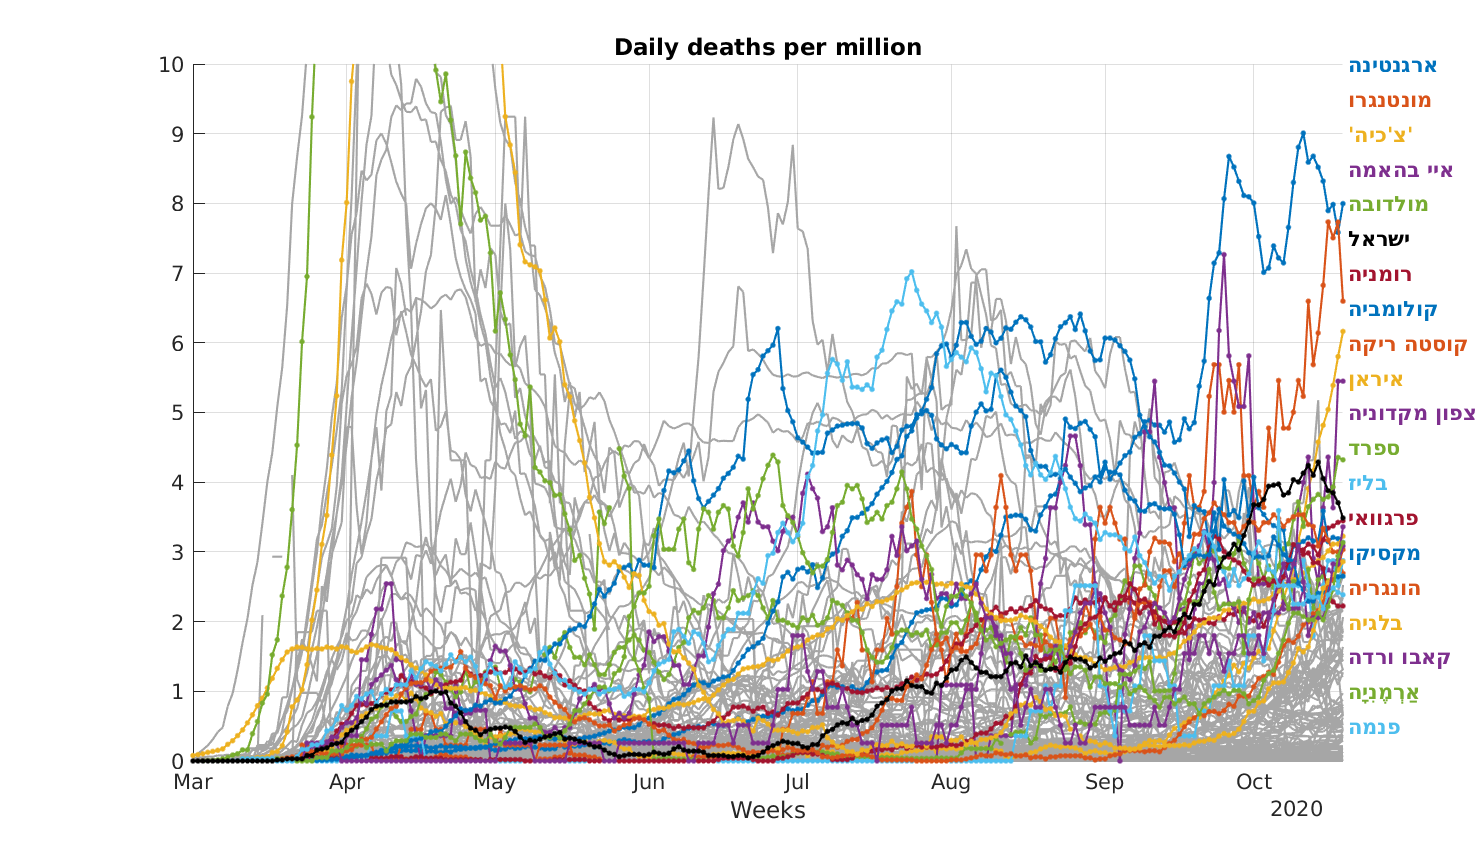 Daily deaths per million
10
9
8
7
6
5
4
3
2
1
0
Mar Apr May Jun Jul Aug Sep Oct
Weeks
2020
ארגנטינה
מונטנגרו
'צ'כיה'
איי בהאמה
מולדובה
ישראל
רומניה
קולומביה
קוסטה ריקה
איראן
צפון מקדוניה
ספרד
בליז
פרגוואי
מקסיקו
הונגריה
בלגיה
קאבו ורדה
אַרְמֶנְיָה
פנמה